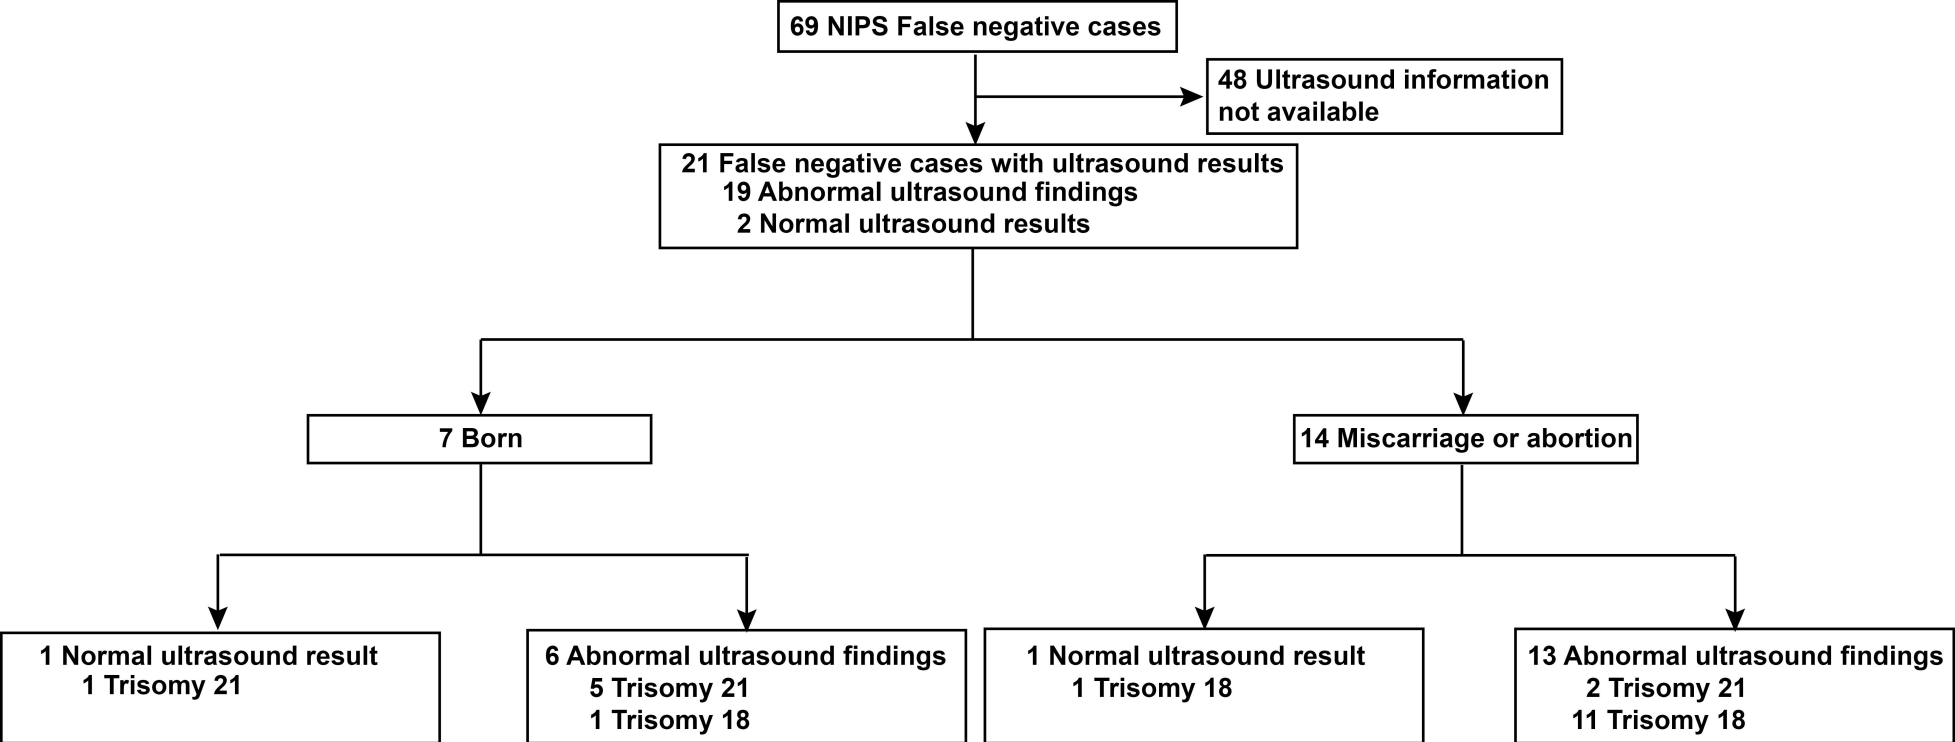 69 NIPS False negative cases
48 Ultrasound information
not available
21 False negative cases with ultrasound results
19 Abnormal ultrasound findings
2 Normal ultrasound results
7 Born
14 Miscarriage or abortion
1 Normal ultrasound result
1 Trisomy 21
6 Abnormal ultrasound findings
5 Trisomy 21
1 Trisomy 18
1 Normal ultrasound result
1 Trisomy 18
13 Abnormal ultrasound findings
2 Trisomy 21
11 Trisomy 18